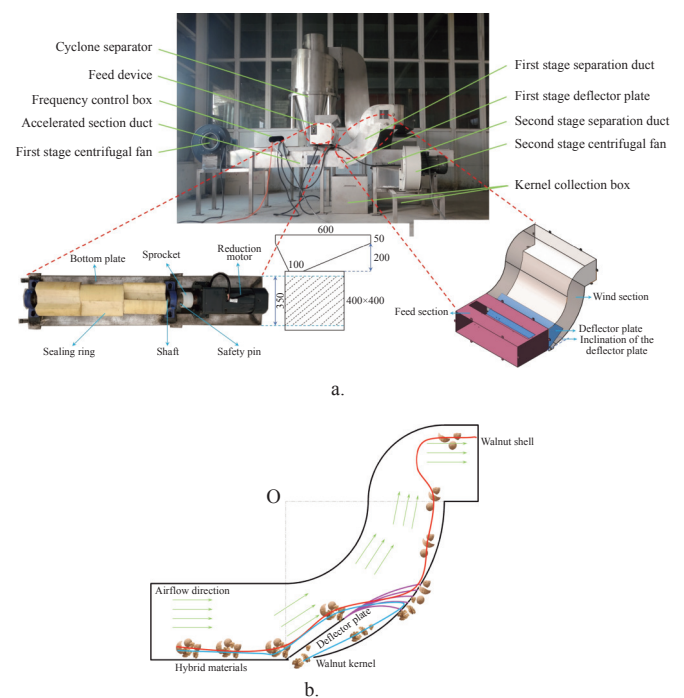 Cyclone separator
Feed device
Frequency control box
Accelerated section duct
First stage centrifugal fan
First stage separation duct
First stage deflector plate
Second stage separation duct
Second stage centrifugal fan
Kernel collection box
Bottom plate
Sprocket
Reduction
motor
Sealing ring
Shaft
Safety pin
600
50
200
100
350
400×400
Wind section
Feed section
Deflector plate
Inclination of the
deflector plate
a.
Walnut shell
O
Airflow direction
Deflector plate
Hybrid materials
Walnut kernel
b.